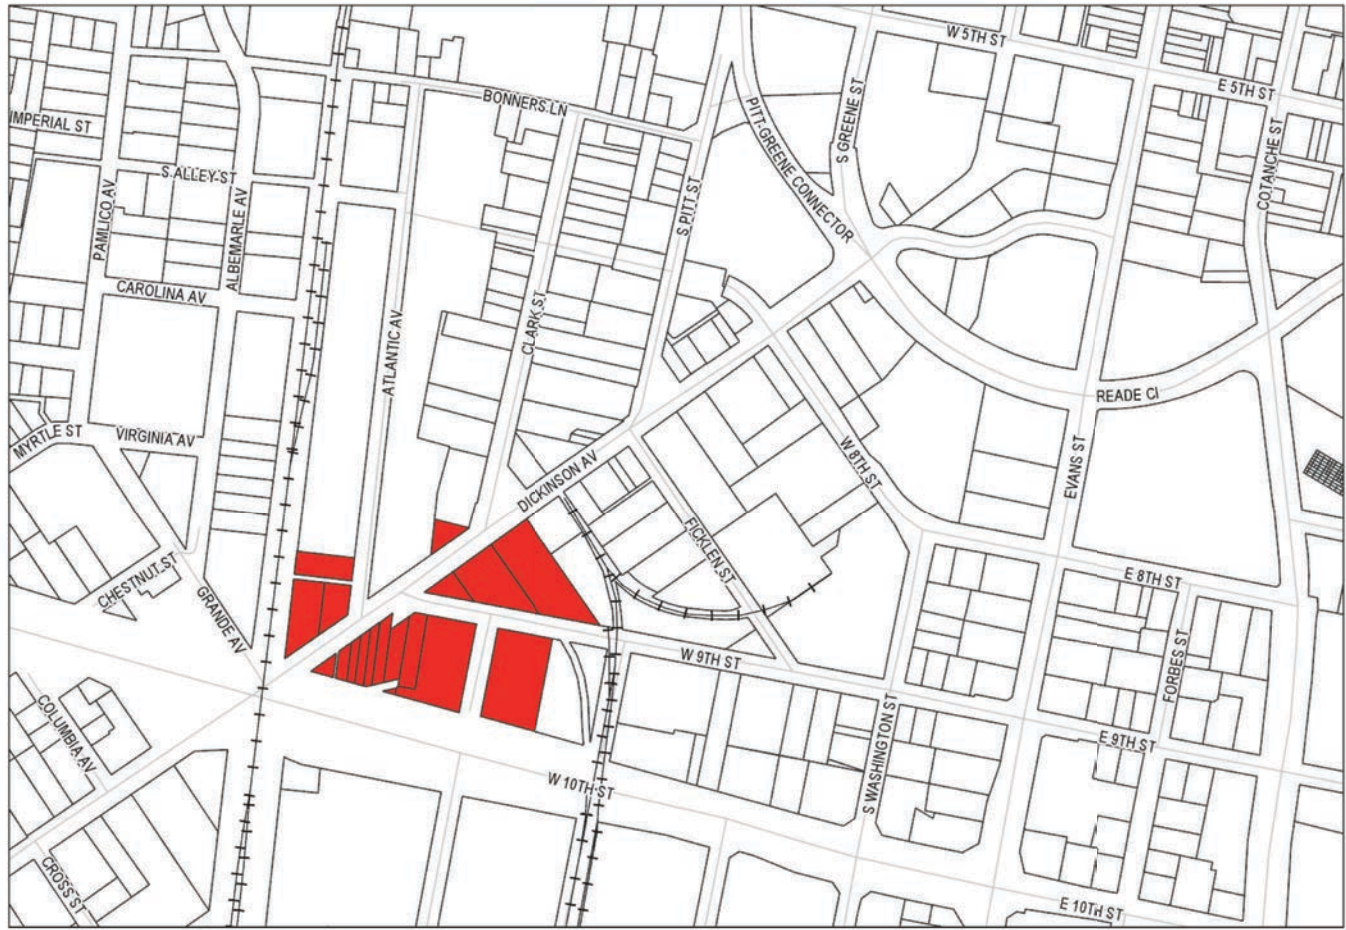 W 5TH ST
E 5TH ST
BONNERS LN
IMPERIAL ST
S ALLEY ST
PAMLICO AV
ALBEMARLE AV
S PITT ST
PITT-GREENE CONNECTOR
S GREENE ST
COTANCHE ST
CAROLINA AV
ATLANTIC AV
CLARK ST
READE CI
MYRTLE ST
VIRGINIA AV
DICKINSON AV
W 8TH ST
EVANS ST
FICKLEN ST
CHESTNUT ST
GRANDE AV
E 8TH ST
W 9TH ST
FORBES ST
COLUMBIA AV
S WASHINGTON ST
E 9TH ST
W 10TH ST
CROSS ST
E 10TH ST